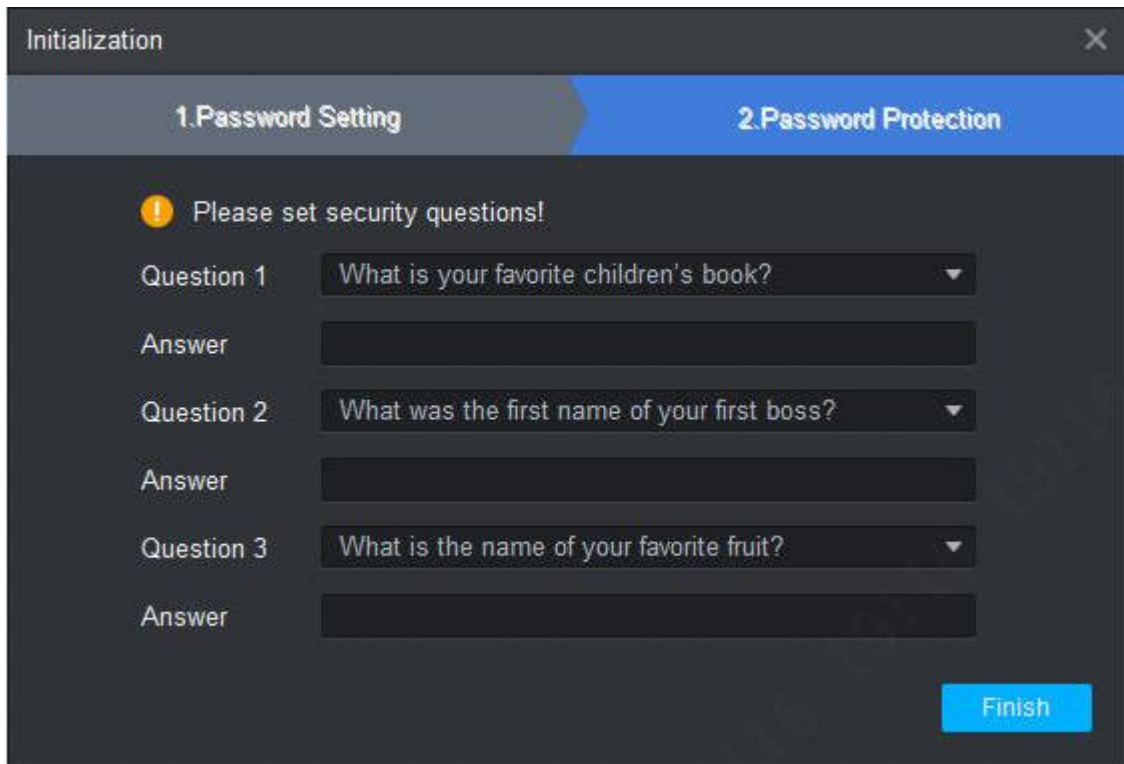 Initialization
1.Password Setting
2.Password Protection
Please set security questions!
Question 1 What is your favorite children's book?
Answer
Question 2 What was the first name of your first boss?
Answer
Question 3 What is the name of your favorite fruit?
Answer
Finish